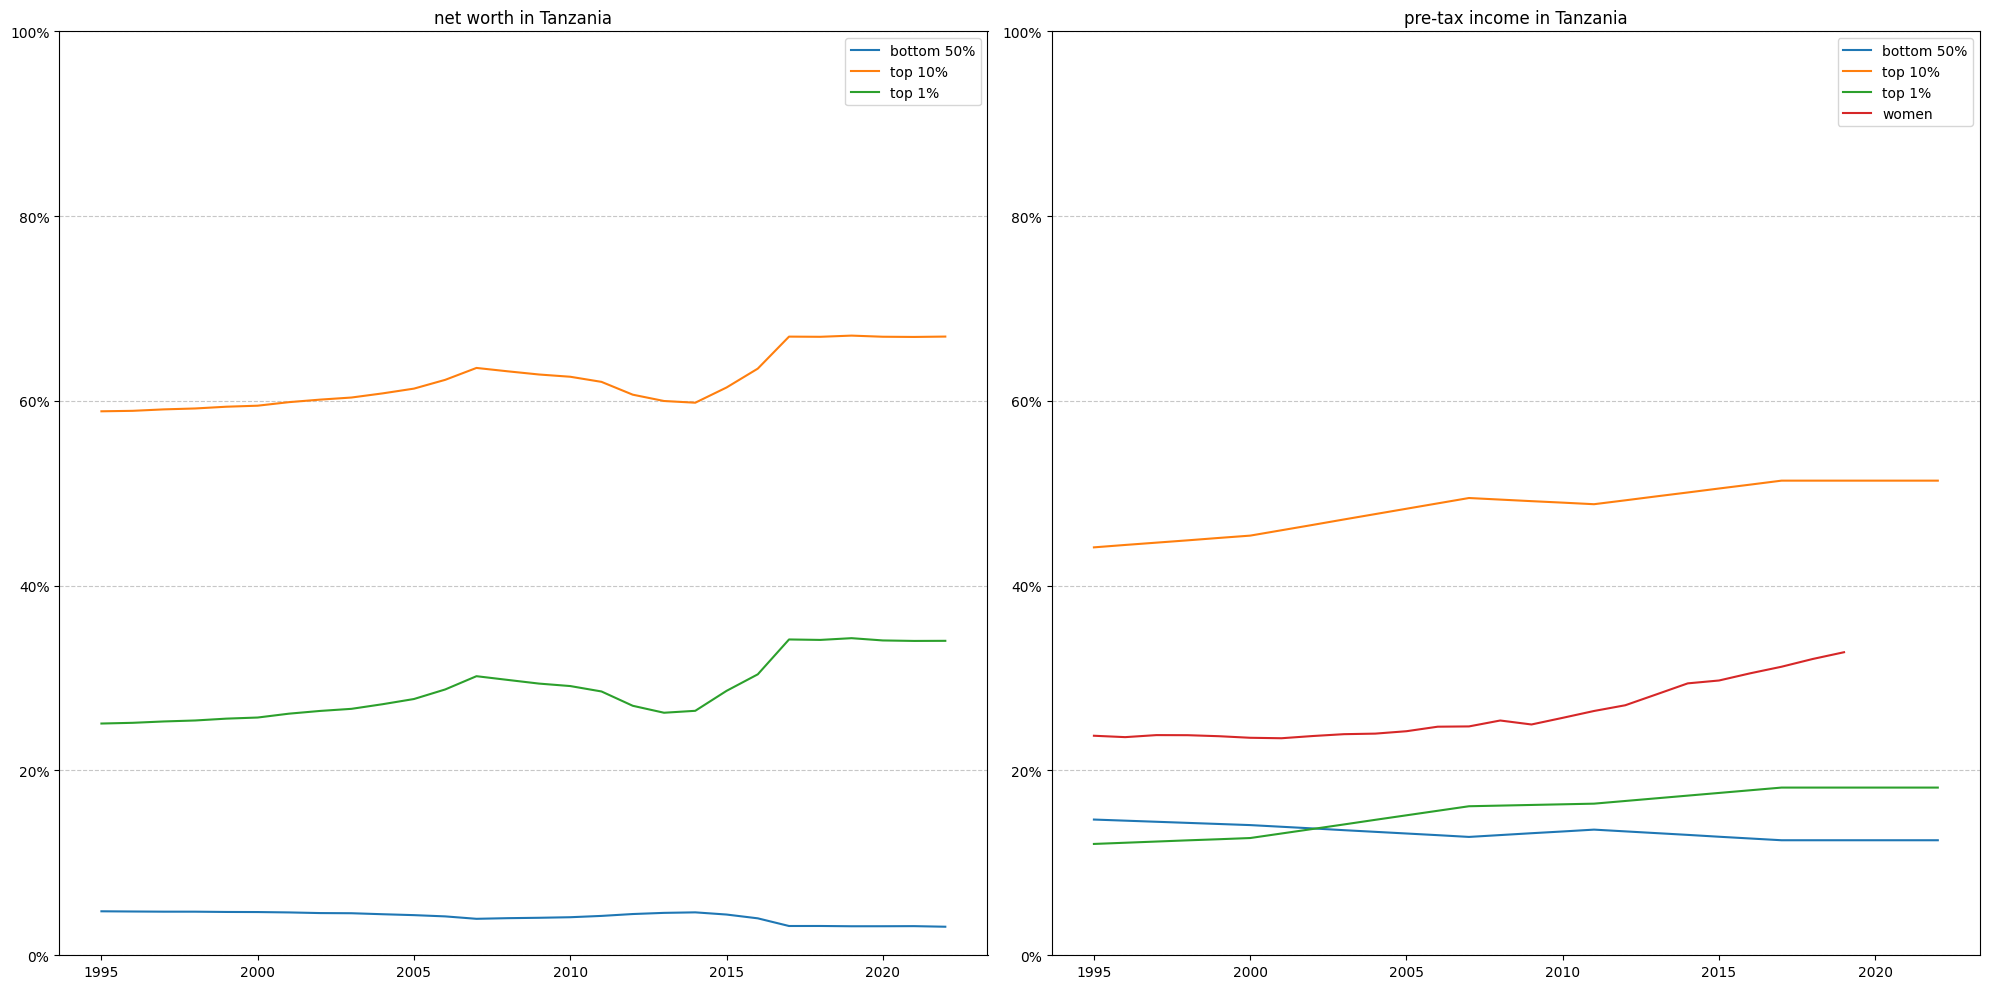 net worth in Tanzania
100%
80%
60%
40%
20%
0%
1995 2000 2005 2010 2015 2020
bottom 50%
top 10%
top 1%
pre-tax income in Tanzania
100%
80%
60%
40%
20%
0%
1995 2000 2005 2010 2015 2020
bottom 50%
top 10%
top 1%
women